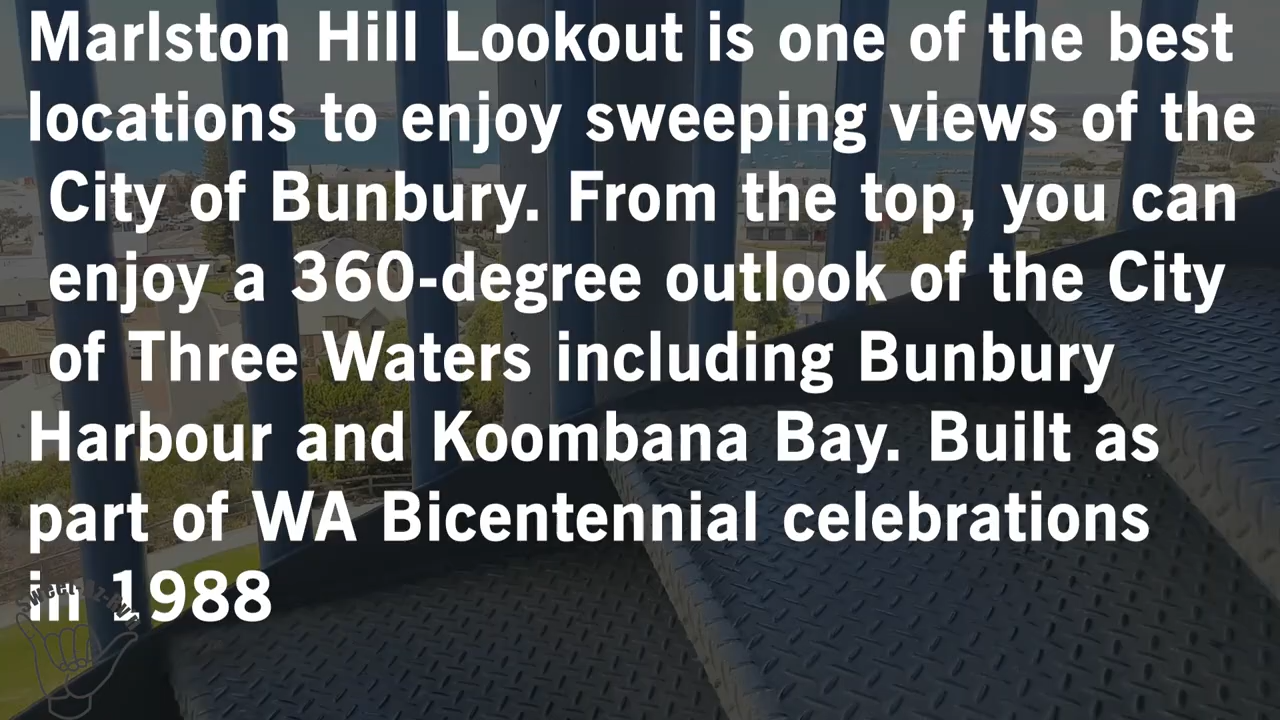 Marlston Hill Lookout is one of the best
locations to enjoy sweeping views of the
City of Bunbury. From the top, you can
enjoy a 360-degree outlook of the City
of Three Waters including Bunbury
Harbour and Koombana Bay. Built as
part of WA Bicentennial celebrations
in 1988